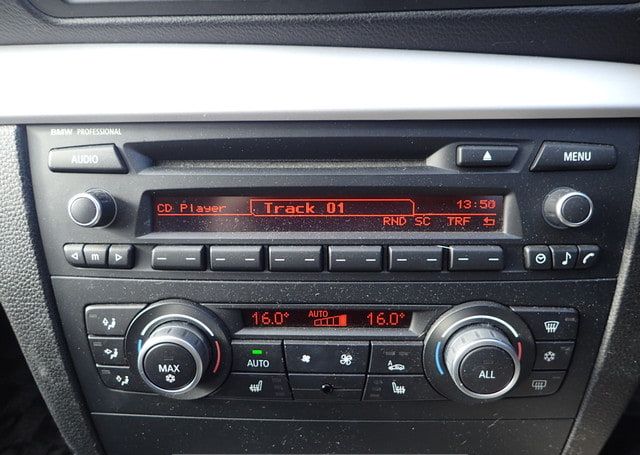 BMW PROFESSIONAL
AUDIO
MENU
CD Player Track 01 13:50
RND SC TRF
m
16.0° AUTO 16.0°
MAX
AUTO
ALL